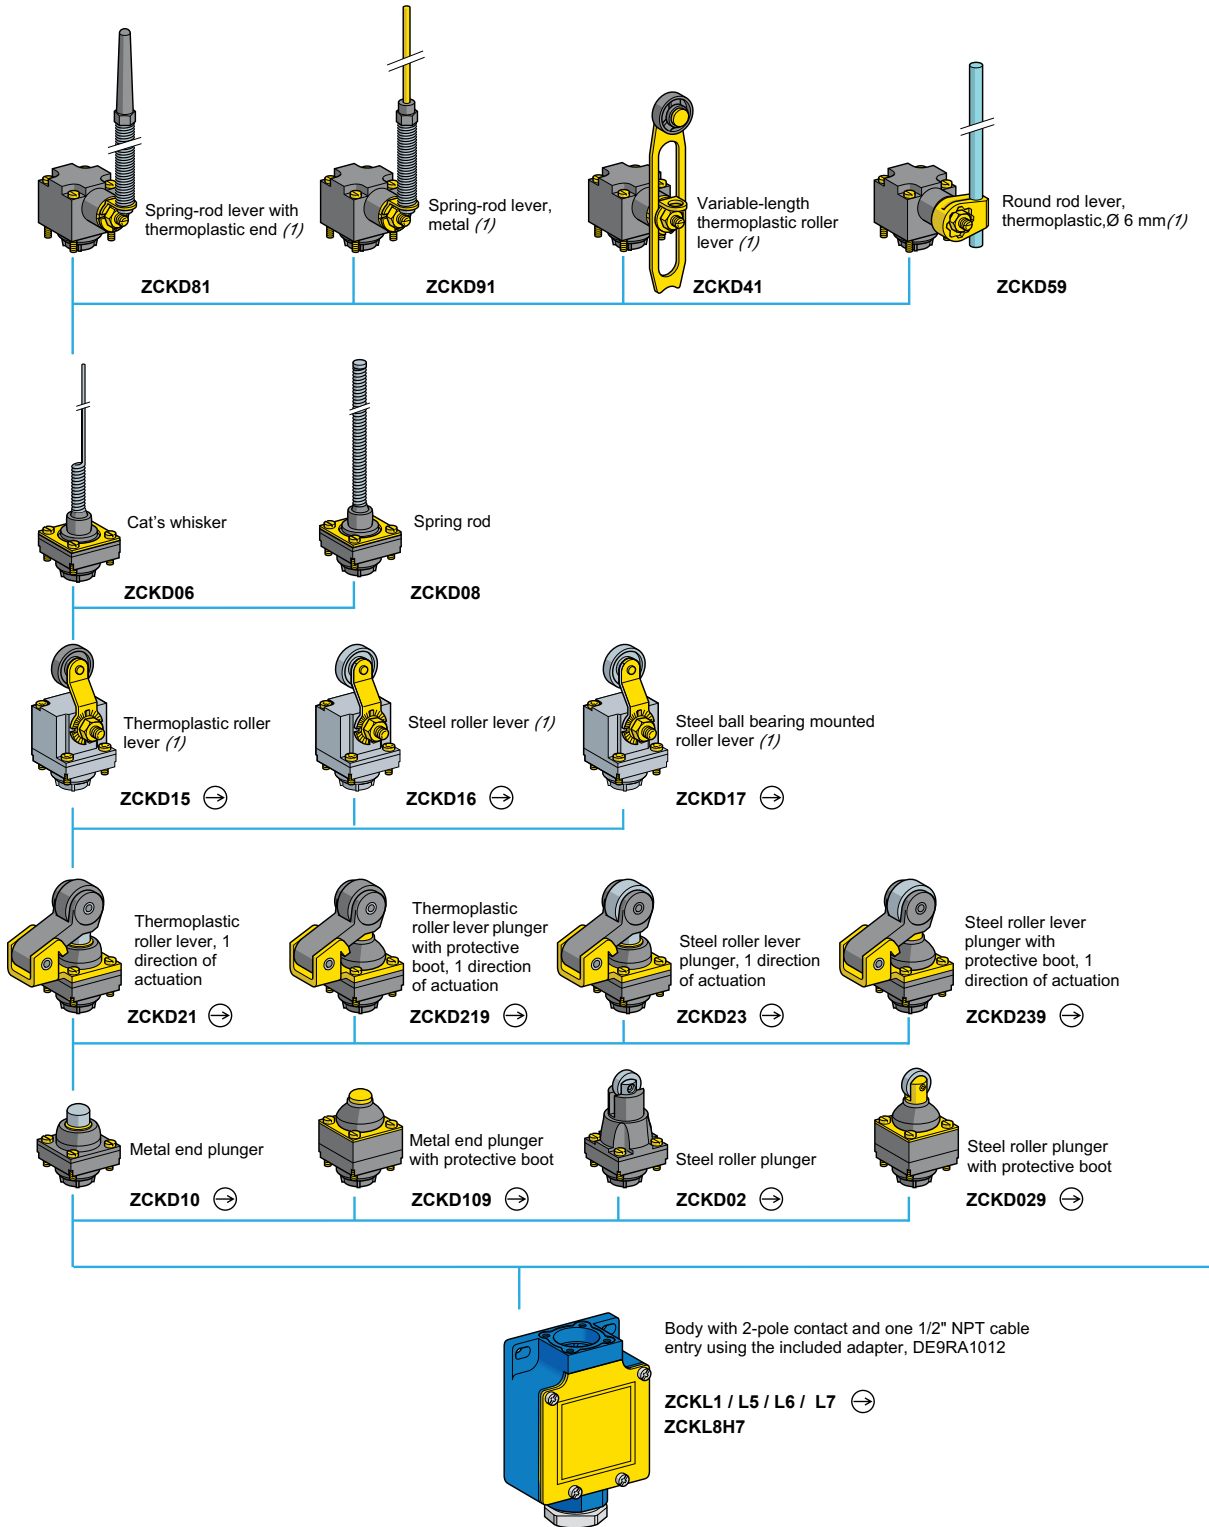 Spring-rod lever with
thermoplastic end (1)
ZCKD81
Spring-rod lever,
metal (1)
ZCKD91
Variable-length
thermoplastic roller
lever (1)
ZCKD41
Round rod lever,
thermoplastic,Ø 6 mm(1)
ZCKD59
Cat's whisker
ZCKD06
Spring rod
ZCKD08
Thermoplastic roller
lever (1)
ZCKD15
Steel roller lever (1)
ZCKD16
Steel ball bearing mounted
roller lever (1)
ZCKD17
Thermoplastic
roller lever, 1
direction of
actuation
ZCKD21
Thermoplastic
roller lever plunger
with protective
boot, 1 direction
of actuation
ZCKD219
Steel roller lever
plunger, 1 direction
of actuation
ZCKD23
Steel roller lever
plunger with
protective boot, 1
direction of actuation
ZCKD239
Metal end plunger
ZCKD10
Metal end plunger
with protective boot
ZCKD109
Steel roller plunger
ZCKD02
Steel roller plunger
with protective boot
ZCKD029
Body with 2-pole contact and one 1/2" NPT cable
entry using the included adapter, DE9RA1012
ZCKL1 / L5 / L6 / L7
ZCKL8H7